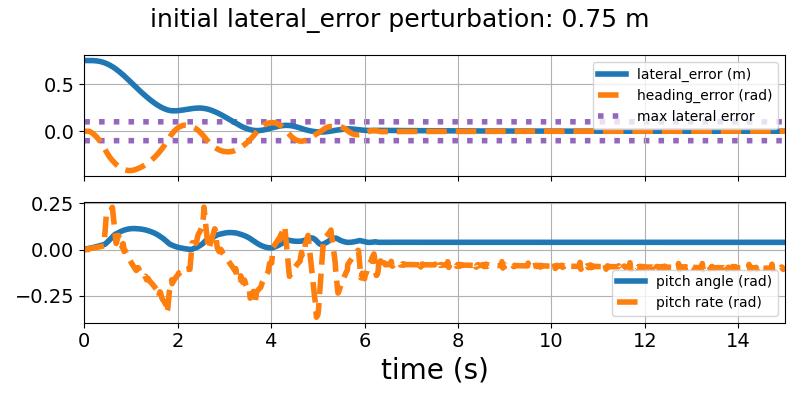 initial lateral_error perturbation: 0.75 m
0.5
0.0
lateral_error (m)
heading_error (rad)
max lateral error
0.25
0.00
−0.25
pitch angle (rad)
pitch rate (rad)
0 2 4 6 8 10 12 14
time (s)